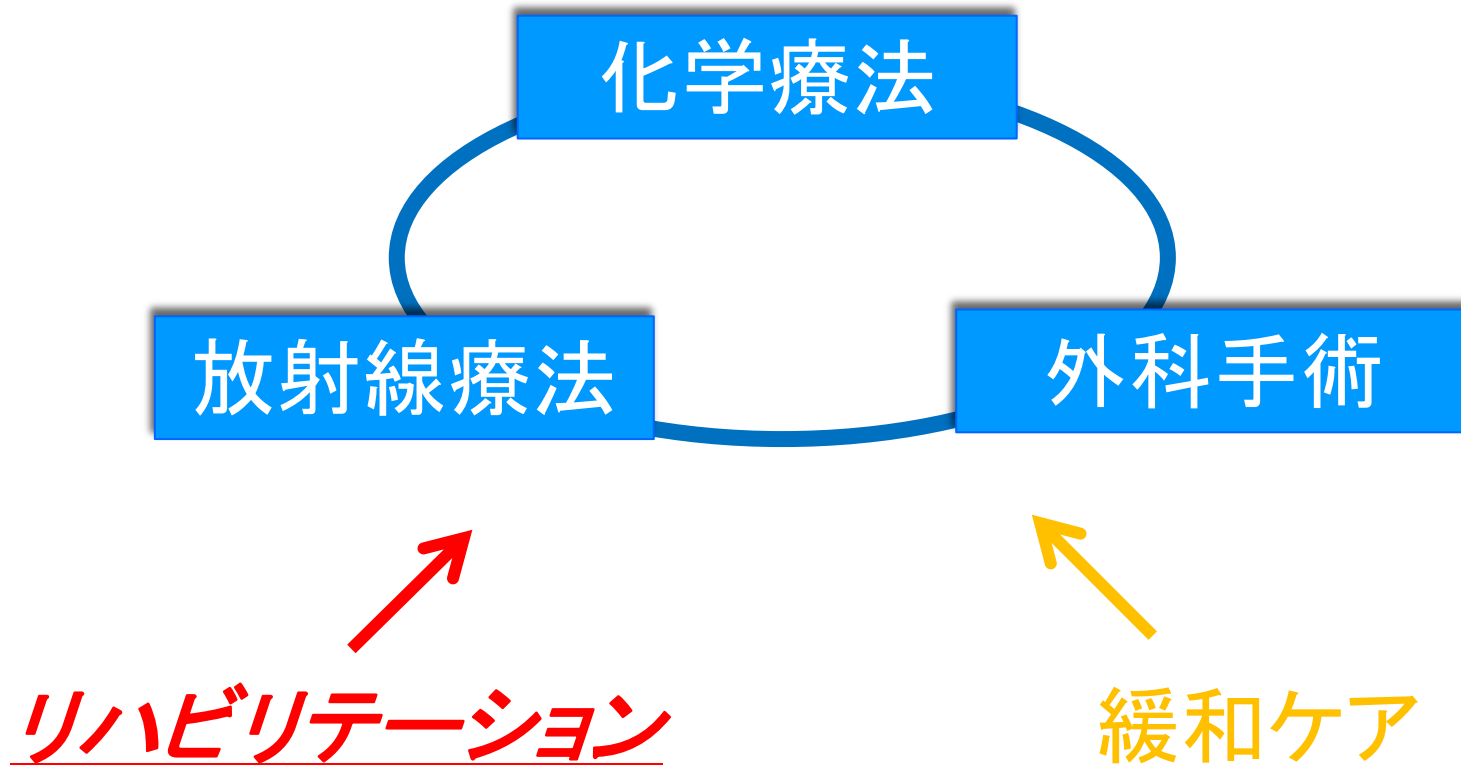 化学療法
放射線療法
外科手術
リハビリテーション
緩和ケア